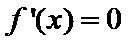 f'(x) = 0